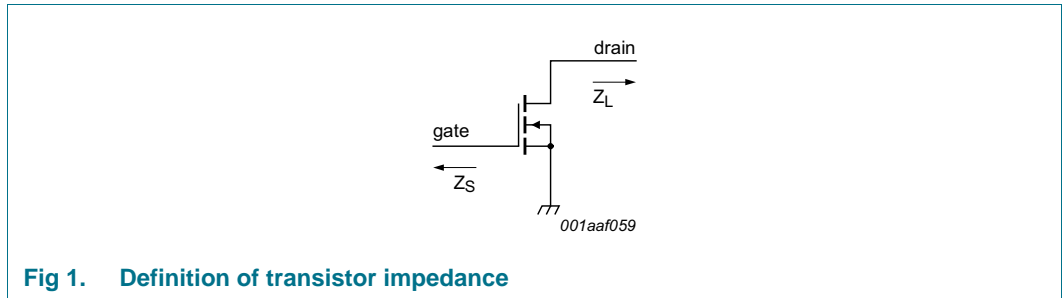 drain
Z_L
gate
Z_S
001aaf059
Fig 1. Definition of transistor impedance